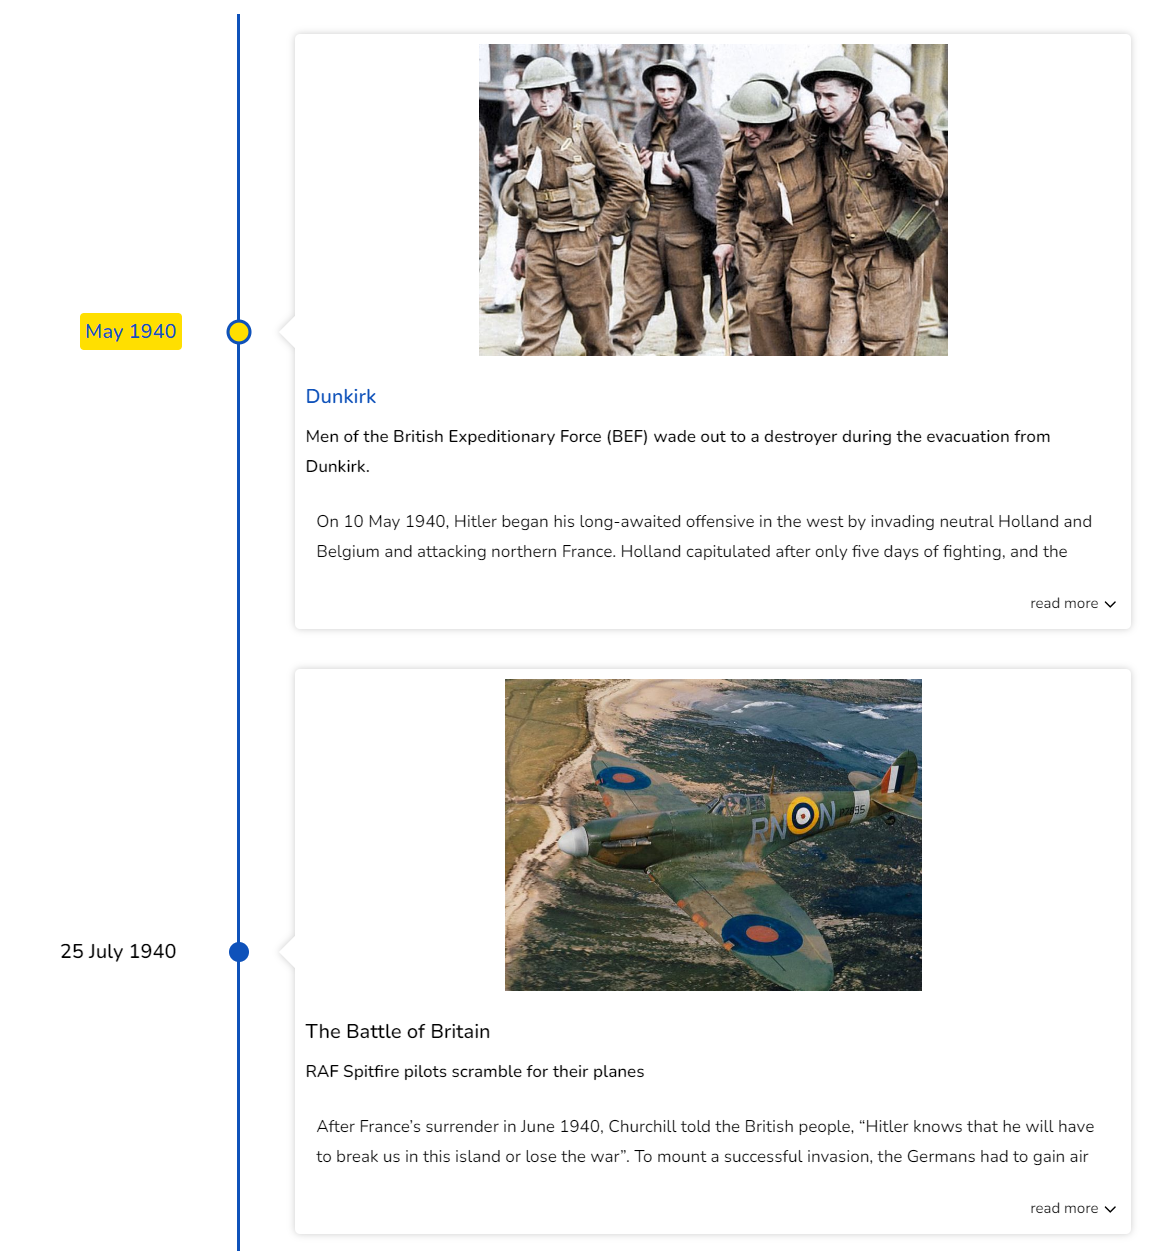 May 1940
Dunkirk
Men of the British Expeditionary Force (BEF) wade out to a destroyer during the evacuation from
Dunkirk.
On 10 May 1940, Hitler began his long-awaited offensive in the west by invading neutral Holland and
Belgium and attacking northern France. Holland capitulated after only five days of fighting, and the
read more
RN N
25 July 1940
The Battle of Britain
RAF Spitfire pilots scramble for their planes
After France’s surrender in June 1940, Churchill told the British people, “Hitler knows that he will have
to break us in this island or lose the war”. To mount a successful invasion, the Germans had to gain air
read more